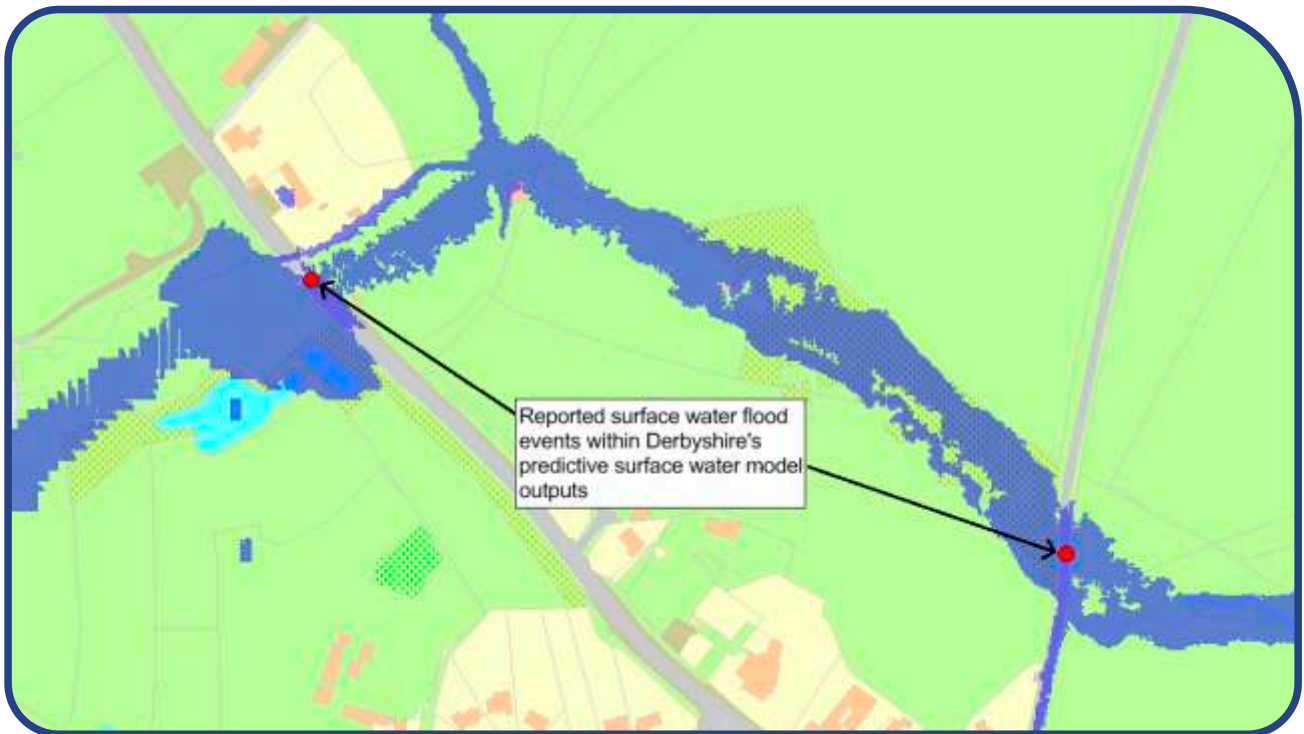 Reported surface water flood
events within Derbyshire's
predictive surface water model
outputs